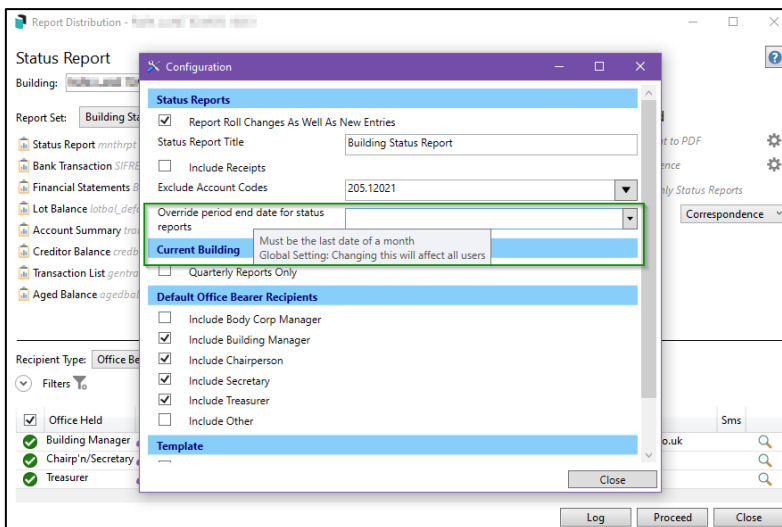 Report Distribution -
Status Report
Building:
Report Set: Building Sta
Status Report mnthrpt
Bank Transaction SIFRE
Financial Statements
Lot Balance lotbal_defa
Account Summary tra
Creditor Balance credb
Transaction List gentra
Aged Balance agedbal
nt to PDF
ence
nly Status Reports
Correspondence
Configuration
Status Reports
Report Roll Changes As Well As New Entries
Status Report Title Building Status Report
Include Receipts
Exclude Account Codes 205.12021
Override period end date for status
reports
Must be the last date of a month
Global Setting: Changing this will affect all users
Current Building
Quarterly Reports Only
Default Office Bearer Recipients
Include Body Corp Manager
Include Building Manager
Include Chairperson
Include Secretary
Include Treasurer
Include Other
Template
Close
Recipient Type: Office Be
Filters
Office Held Sms
Building Manager o.uk
Chairp'n/Secretary
Treasurer
Log Proceed Close